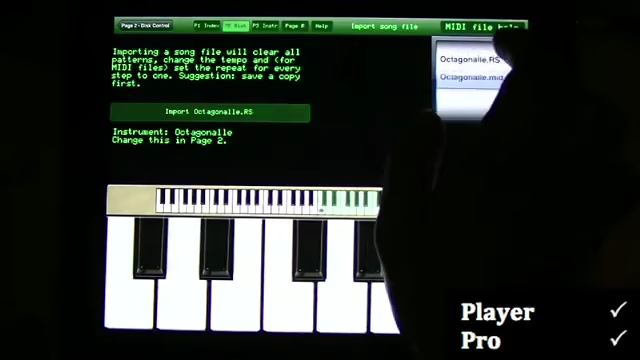 Page 2 - Disk Control
P1 Index
P2 Disk
P3 Instr
Page R
Help
Import song file
MIDI file help
Importing a song file will clear all
patterns, change the tempo and (for
MIDI files) set the repeat for every
step to one. Suggestion: save a copy
first.
Octagonalle.RS
Octagonalle.mid
Import Octagonalle.RS
Instrument: Octagonalle
Change this in Page 2.
Player ✓
Pro ✓